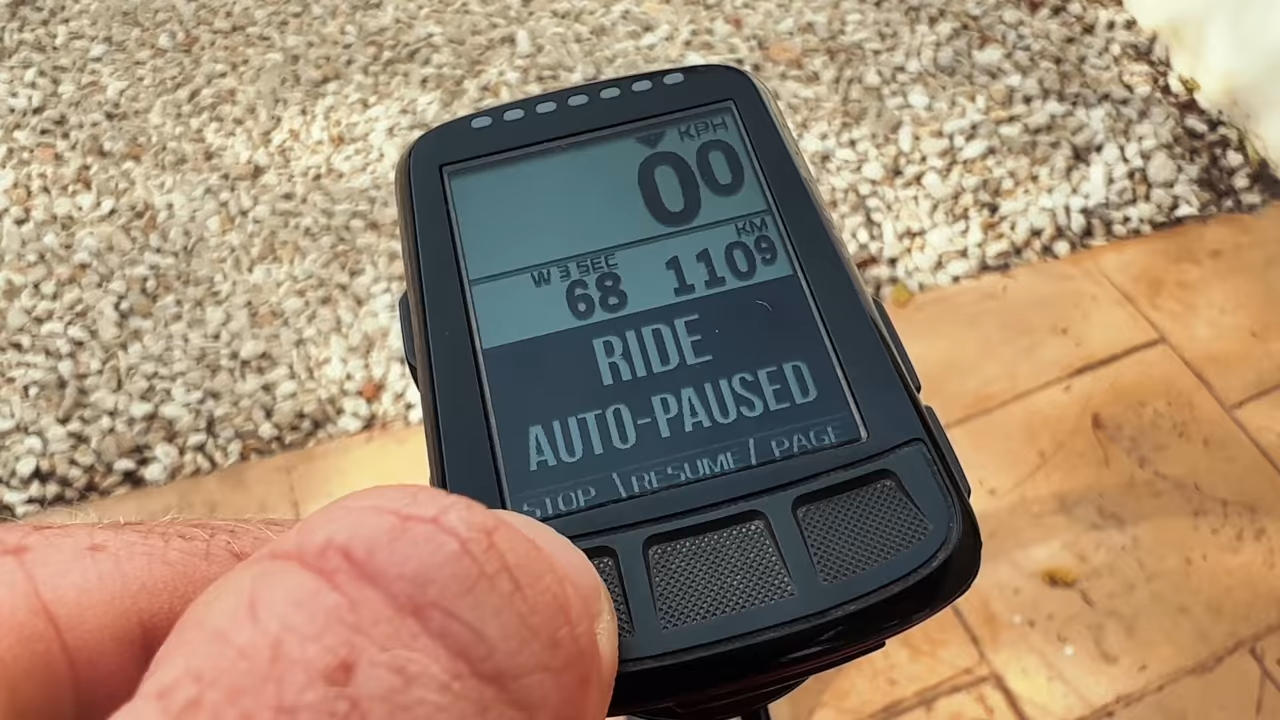 KPH
00
W 3 SEC
KM
68 1109
RIDE
AUTO-PAUSED
STOP \ RESUME / PAGE